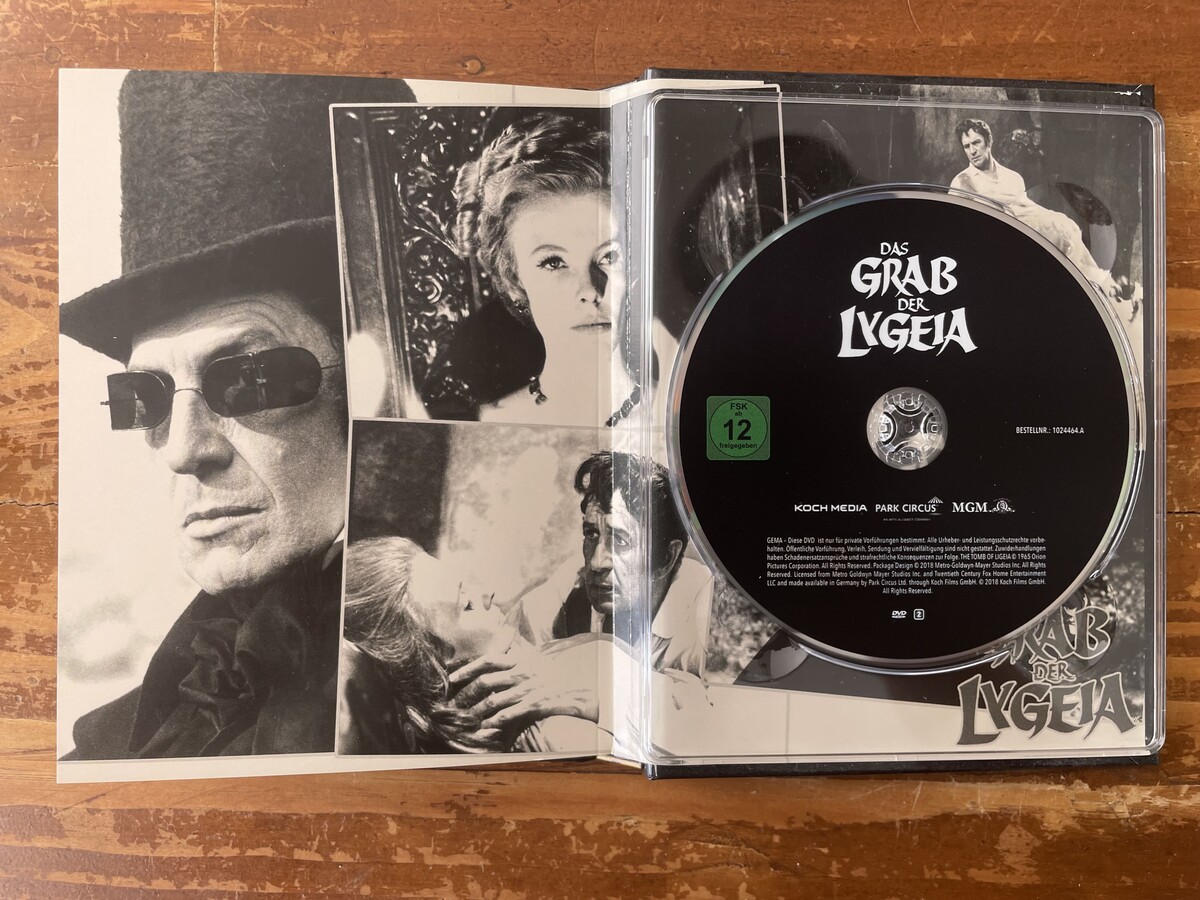 DAS
GRAB
DER
LYGEIA
FSK
ab
12
freigegeben
BESTELLNR.: 1024464.A
KOCH MEDIA PARK CIRCUS MGM
GEMA - Diese DVD ist nur für private Vorführungen bestimmt. Alle Urheber- und Leistungsschutzrechte vorbe-
halten. Öffentliche Vorführung, Verleih, Sendung und Vervielfältigung sind nicht gestattet. Zuwiderhandlungen
haben Schadenersatzansprüche und strafrechtliche Konsequenzen zur Folge. THE TOMB OF LIGEIA © 1965 Orion
Pictures Corporation. All Rights Reserved. Package Design © 2018 Metro-Goldwyn-Mayer Studios Inc. All Rights
Reserved. Licensed from Metro Goldwyn Mayer Studios Inc. and Twentieth Century Fox Home Entertainment
LLC and made available in Germany by Park Circus Ltd. through Koch Films GmbH. © 2018 Koch Films GmbH.
All Rights Reserved.
DVD 2
GRAB
DER
LYGEIA